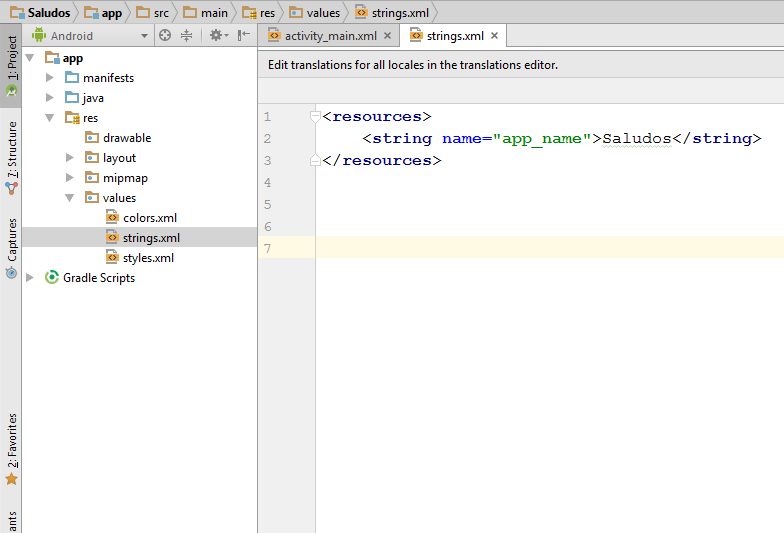 Saludos app src main res values strings.xml
1: Project
7: Structure
Captures
2: Favorites
ants
Android
app
manifests
java
res
drawable
layout
mipmap
values
colors.xml
strings.xml
styles.xml
Gradle Scripts
activity_main.xml strings.xml
Edit translations for all locales in the translations editor.
1 <resources>
2 <string name="app_name">Saludos</string>
3 </resources>
4
5
6
7